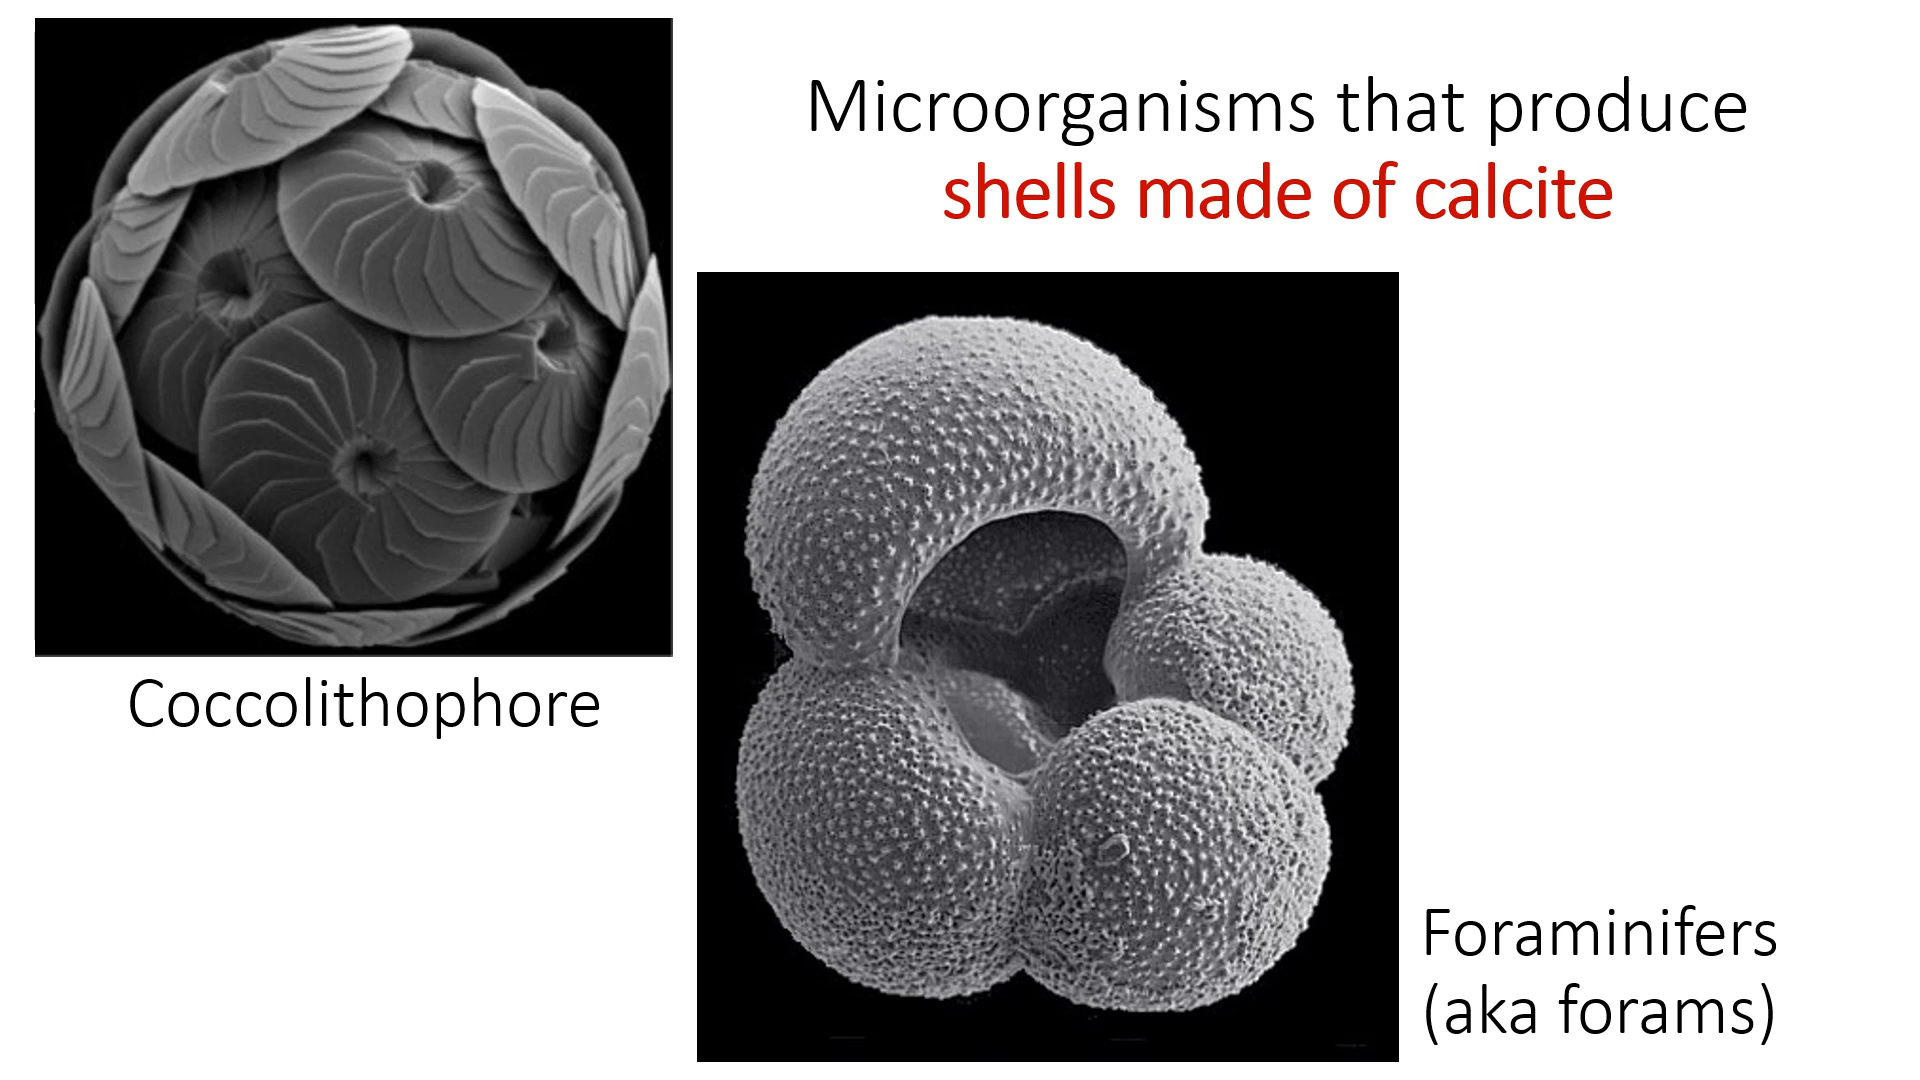 Microorganisms that produce
shells made of calcite
Coccolithophore
Foraminifers
(aka forams)